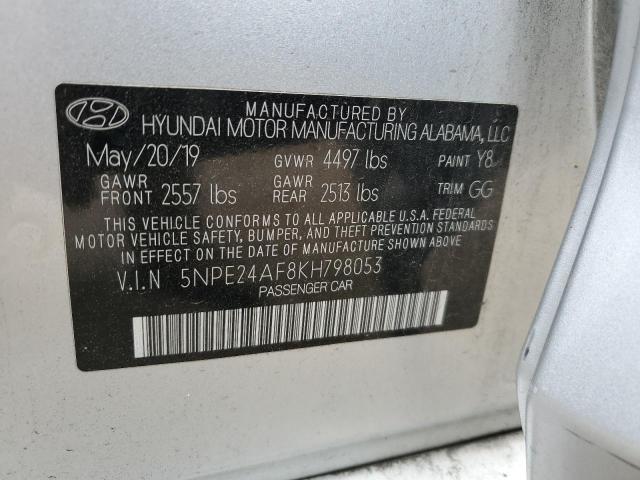 MANUFACTURED BY
HYUNDAI MOTOR MANUFACTURING ALABAMA, LLC
May/20/19 GVWR 4497 lbs PAINT Y8
GAWR FRONT 2557 lbs GAWR REAR 2513 lbs TRIM GG
THIS VEHICLE CONFORMS TO ALL APPLICABLE U.S.A. FEDERAL
MOTOR VEHICLE SAFETY, BUMPER, AND THEFT PREVENTION STANDARDS
IN EFFECT ON THE DATE OF MANUFACTURE SHOWN ABOVE.
V.I.N 5NPE24AF8KH798053
PASSENGER CAR